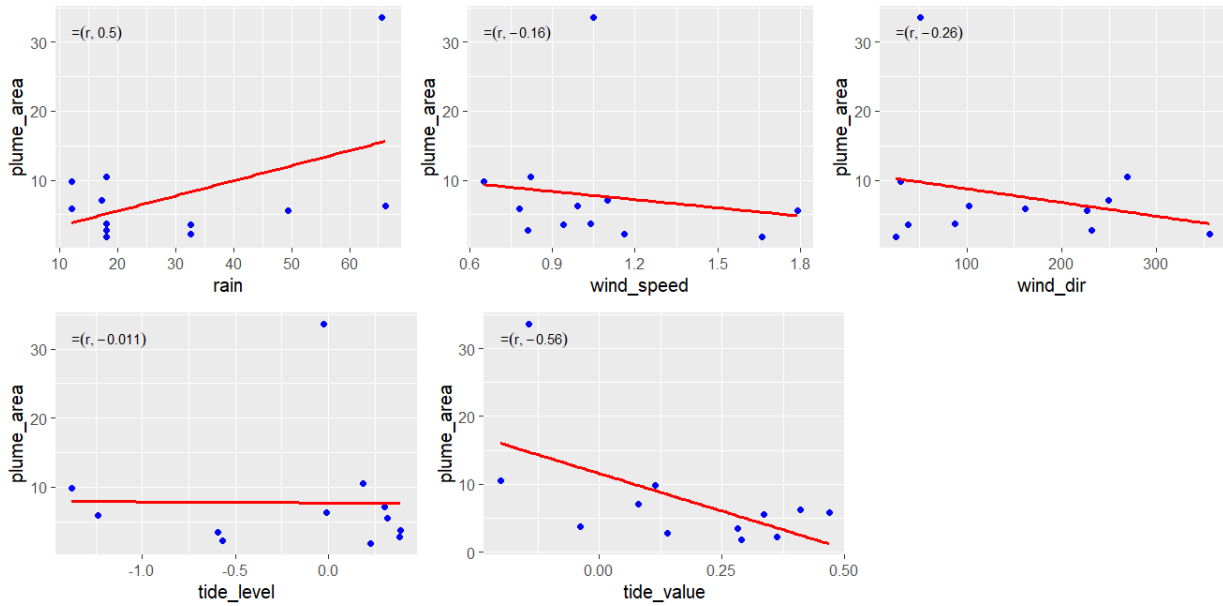 plume_area
30
20
10
=(r, 0.5)
10 20 30 40 50 60
rain
plume_area
30
20
10
=(r, −0.16)
0.6 0.9 1.2 1.5 1.8
wind_speed
plume_area
30
20
10
=(r, −0.26)
100 200 300
wind_dir
plume_area
30
20
10
=(r, −0.011)
-1.0 -0.5 0.0
tide_level
plume_area
30
20
10
0
=(r, −0.56)
0.00 0.25 0.50
tide_value